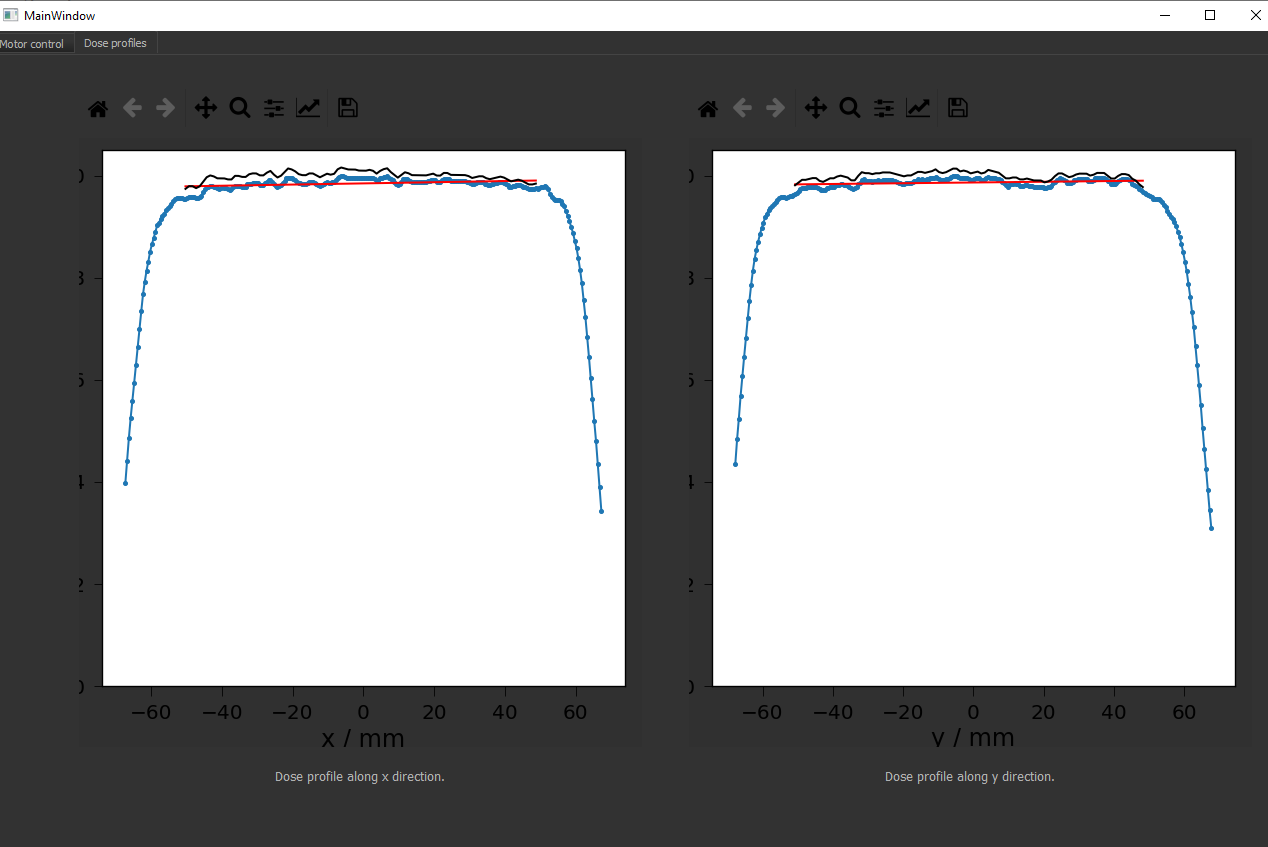 MainWindow
Motor control Dose profiles
−60 −40 −20 0 20 40 60
x / mm
Dose profile along x direction.
−60 −40 −20 0 20 40 60
y / mm
Dose profile along y direction.